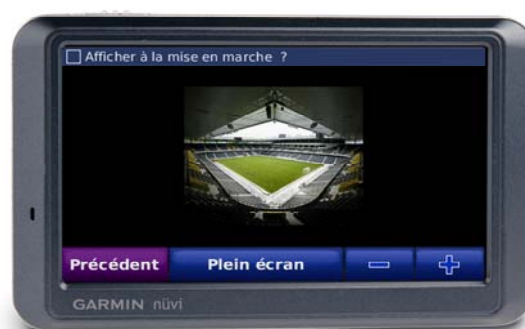 Afficher à la mise en marche ?
Précédent Plein écran
GARMIN nüvi